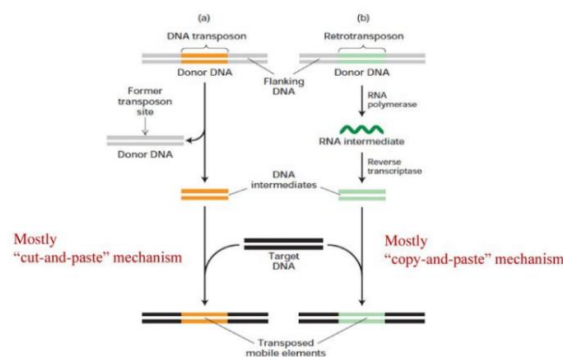 (a)
(b)
DNA transposon
Retrotransposon
Donor DNA
Flanking
DNA
Donor DNA
Former
transposon
site
RNA
polymerase
Donor DNA
RNA intermediate
DNA
intermediates
Reverse
transcriptase
Mostly
“cut-and-paste” mechanism
Target
DNA
Mostly
“copy-and-paste” mechanism
Transposed
mobile elements